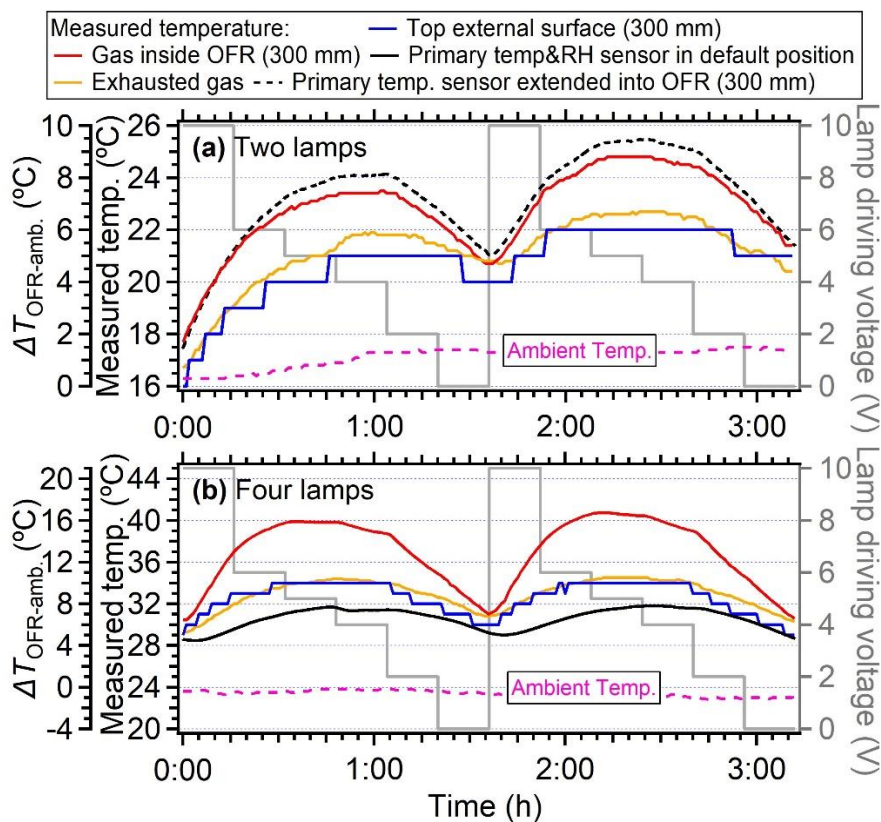 Measured temperature:
Top external surface (300 mm)
Gas inside OFR (300 mm)
Primary temp&RH sensor in default position
Exhausted gas
Primary temp. sensor extended into OFR (300 mm)
(a) Two lamps
ΔT OFR-amb. (ºC)
Measured temp. (ºC)
Lamp driving voltage (V)
10
8
6
4
2
0
26
24
22
20
18
16
10
8
6
4
2
0
Ambient Temp.
0:00
1:00
2:00
3:00
(b) Four lamps
ΔT OFR-amb. (ºC)
Measured temp. (ºC)
Lamp driving voltage (V)
20
16
12
8
4
0
-4
44
40
36
32
28
24
20
10
8
6
4
2
0
Ambient Temp.
0:00
1:00
2:00
3:00
Time (h)